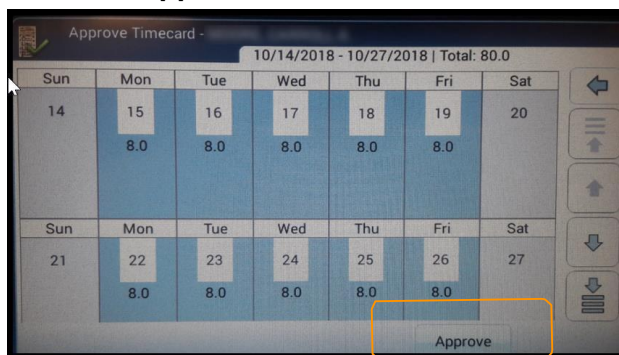 Approve Timecard -
10/14/2018 - 10/27/2018 | Total: 80.0
Sun Mon Tue Wed Thu Fri Sat
14 15 16 17 18 19 20
8.0 8.0 8.0 8.0 8.0
Sun Mon Tue Wed Thu Fri Sat
21 22 23 24 25 26 27
8.0 8.0 8.0 8.0 8.0
Approve